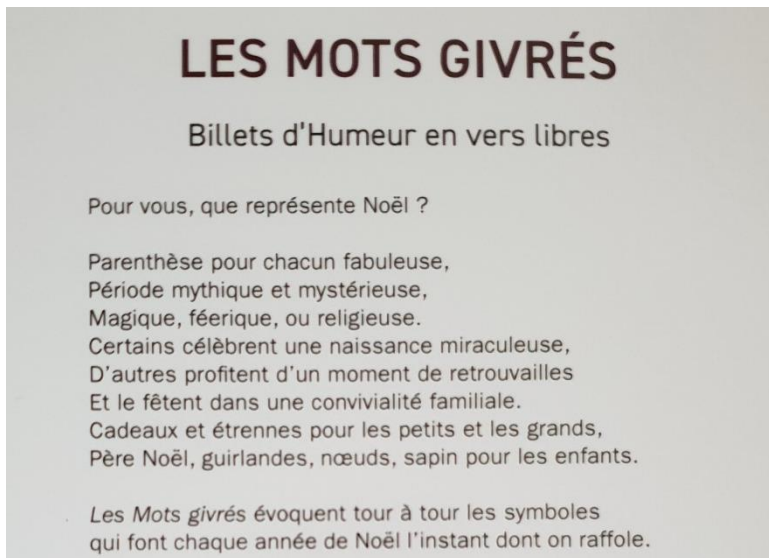 LES MOTS GIVRÉS
Billets d'Humeur en vers libres
Pour vous, que représente Noël ?
Parenthèse pour chacun fabuleuse,
Période mythique et mystérieuse,
Magique, féerique, ou religieuse.
Certains célèbrent une naissance miraculeuse,
D'autres profitent d'un moment de retrouvailles
Et le fêtent dans une convivialité familiale.
Cadeaux et étrennes pour les petits et les grands,
Père Noël, guirlandes, nœuds, sapin pour les enfants.
Les Mots givrés évoquent tour à tour les symboles
qui font chaque année de Noël l'instant dont on raffole.